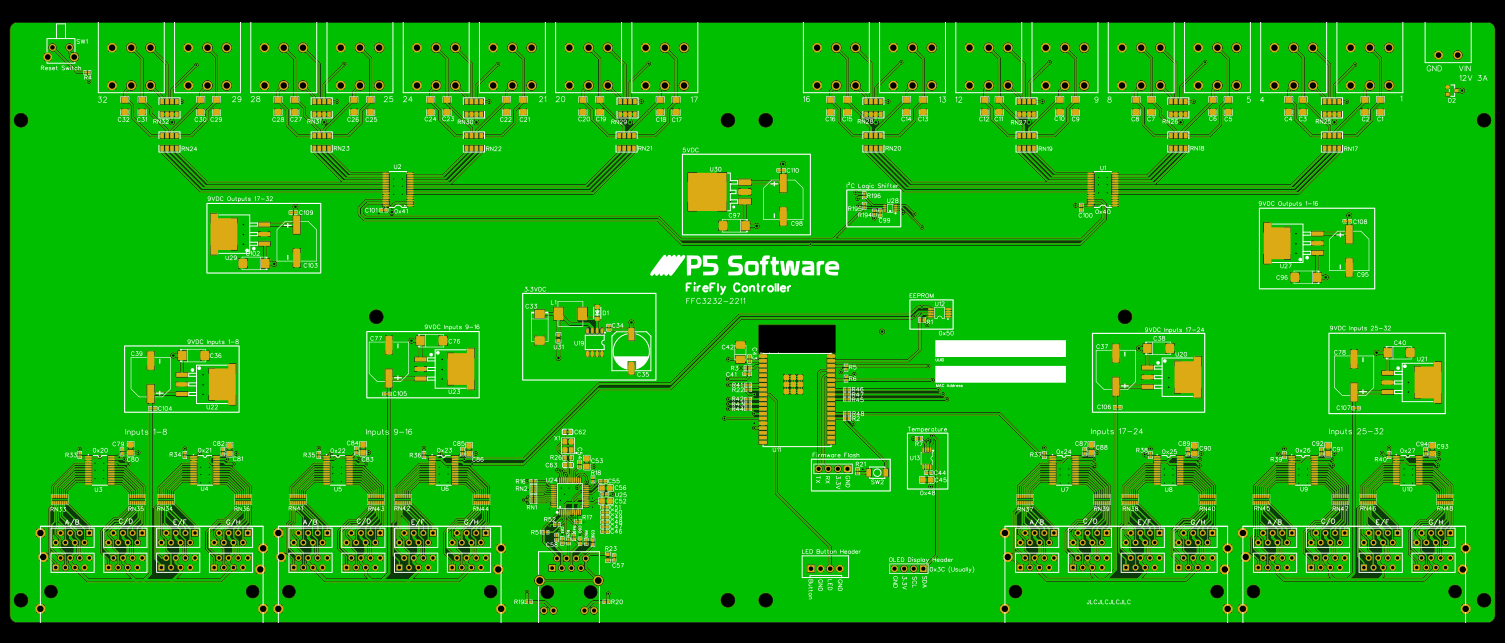 SW1
Reset Switch
R4
32
29
28
25
24
21
20
17
16
13
12
9
8
5
4
1
GND
VIN
12V 3A
D2
C32
C31
C30
C29
C28
C27
C26
C25
C24
C23
C22
C21
C20
C19
C18
C17
C16
C15
C14
C13
C12
C11
C10
C9
C8
C7
C6
C5
C4
C3
C2
C1
RN32
RN31
RN30
RN29
RN28
RN27
RN26
RN25
RN24
RN23
RN22
RN21
RN20
RN19
RN18
RN17
U2
C101
0x41
5VDC
U30
C110
C97
C98
I²C Logic Shifter
R196
R195
R194
U28
C99
U1
C100
0x40
9VDC Outputs 17-32
C109
U29
C102
C103
9VDC Outputs 1-16
C108
U27
C96
C95
P5 Software
FireFly Controller
FFC3232-2211
3.3VDC
C33
L1
D1
C34
U31
U19
C35
EEPROM
U12
R1
0x50
9VDC Inputs 1-8
C39
C36
U22
C104
9VDC Inputs 9-16
C77
C76
U23
C105
C42
C41
R3
R22
U11
R5
R6
R46
R47
R45
R48
R2
UUID
MAC Address
9VDC Inputs 17-24
C37
C38
U20
C106
9VDC Inputs 25-32
C78
C40
U21
C107
Inputs 1-8
Inputs 9-16
Inputs 17-24
Inputs 25-32
R33
0x20
C79
C80
U3
R34
0x21
C82
C81
U4
R35
0x22
C84
C83
U5
R36
0x23
C85
C86
U6
C62
X1
R26
C63
C53
R18
U24
R16
RN2
RN1
C55
C56
U25
C52
C51
C46
R17
R52
C58
R23
C57
R19
R20
Firmware Flash
Tx
Rx
3.3V
GND
R21
SW2
Temperature
R7
U13
C44
C45
0x48
R37
0x24
C87
C88
U7
R38
0x25
C89
C90
U8
R39
0x26
C92
C91
U9
R40
0x27
C94
C93
U10
RN33
RN35
RN34
RN36
RN41
RN43
RN42
RN44
RN37
RN39
RN38
RN40
RN45
RN47
RN46
RN48
A/B
C/D
E/F
G/H
A/B
C/D
E/F
G/H
A/B
C/D
E/F
G/H
A/B
C/D
E/F
G/H
LED Button Header
Button
GND
LED
GND
OLED Display Header
GND
3.3V
SCL
SDA
0x3C (Usually)
JLCJLCJLCJLC